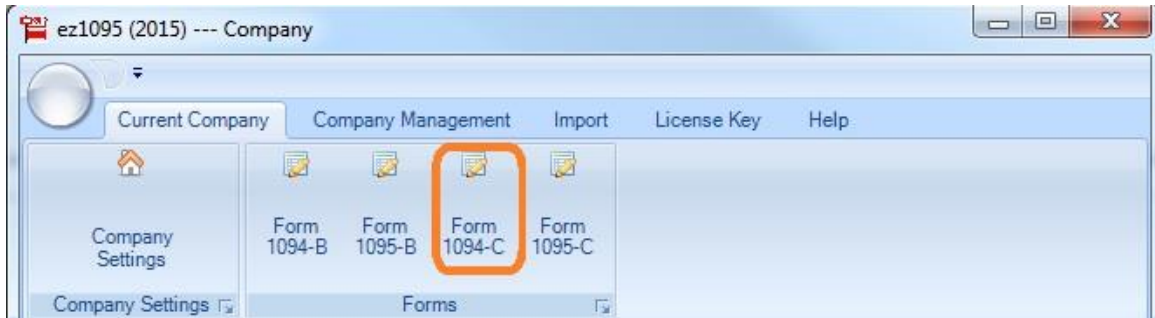 ez1095 (2015) --- Company
Current Company Company Management Import License Key Help
Company
Settings
Form
1094-B
Form
1095-B
Form
1094-C
Form
1095-C
Company Settings
Forms